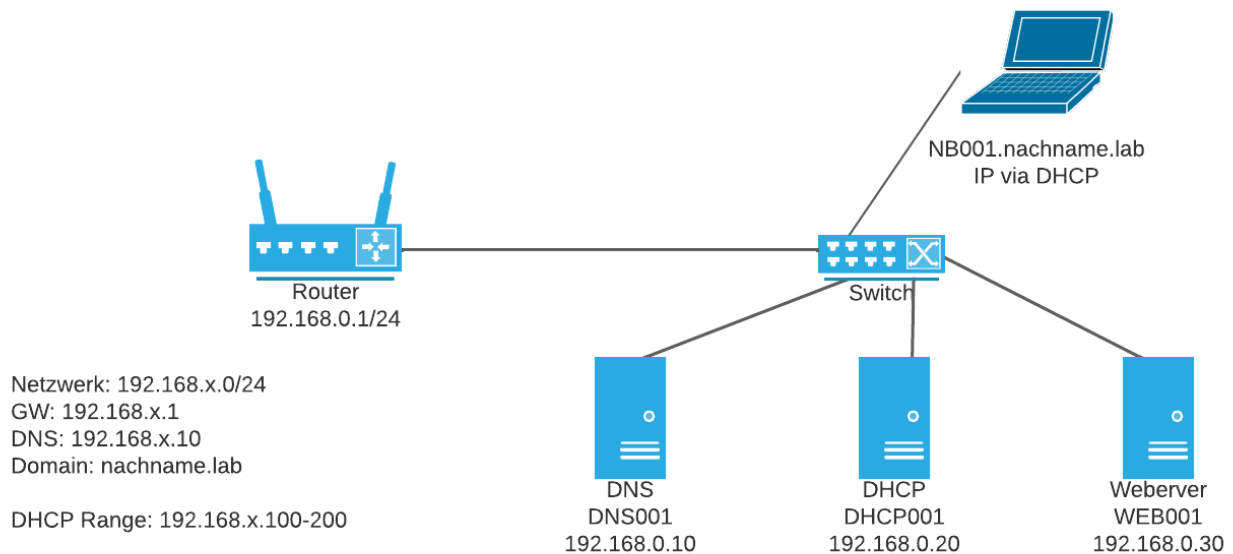 NB001.nachname.lab
IP via DHCP
Router
192.168.0.1/24
Switch
Netzwerk: 192.168.x.0/24
GW: 192.168.x.1
DNS: 192.168.x.10
Domain: nachname.lab
DHCP Range: 192.168.x.100-200
DNS
DNS001
192.168.0.10
DHCP
DHCP001
192.168.0.20
Weberver
WEB001
192.168.0.30